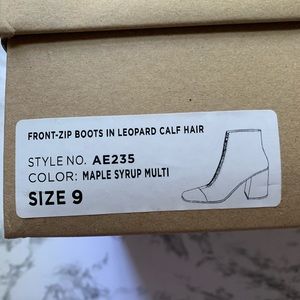 FRONT-ZIP BOOTS IN LEOPARD CALF HAIR
STYLE NO. AE235
COLOR: MAPLE SYRUP MULTI
SIZE 9